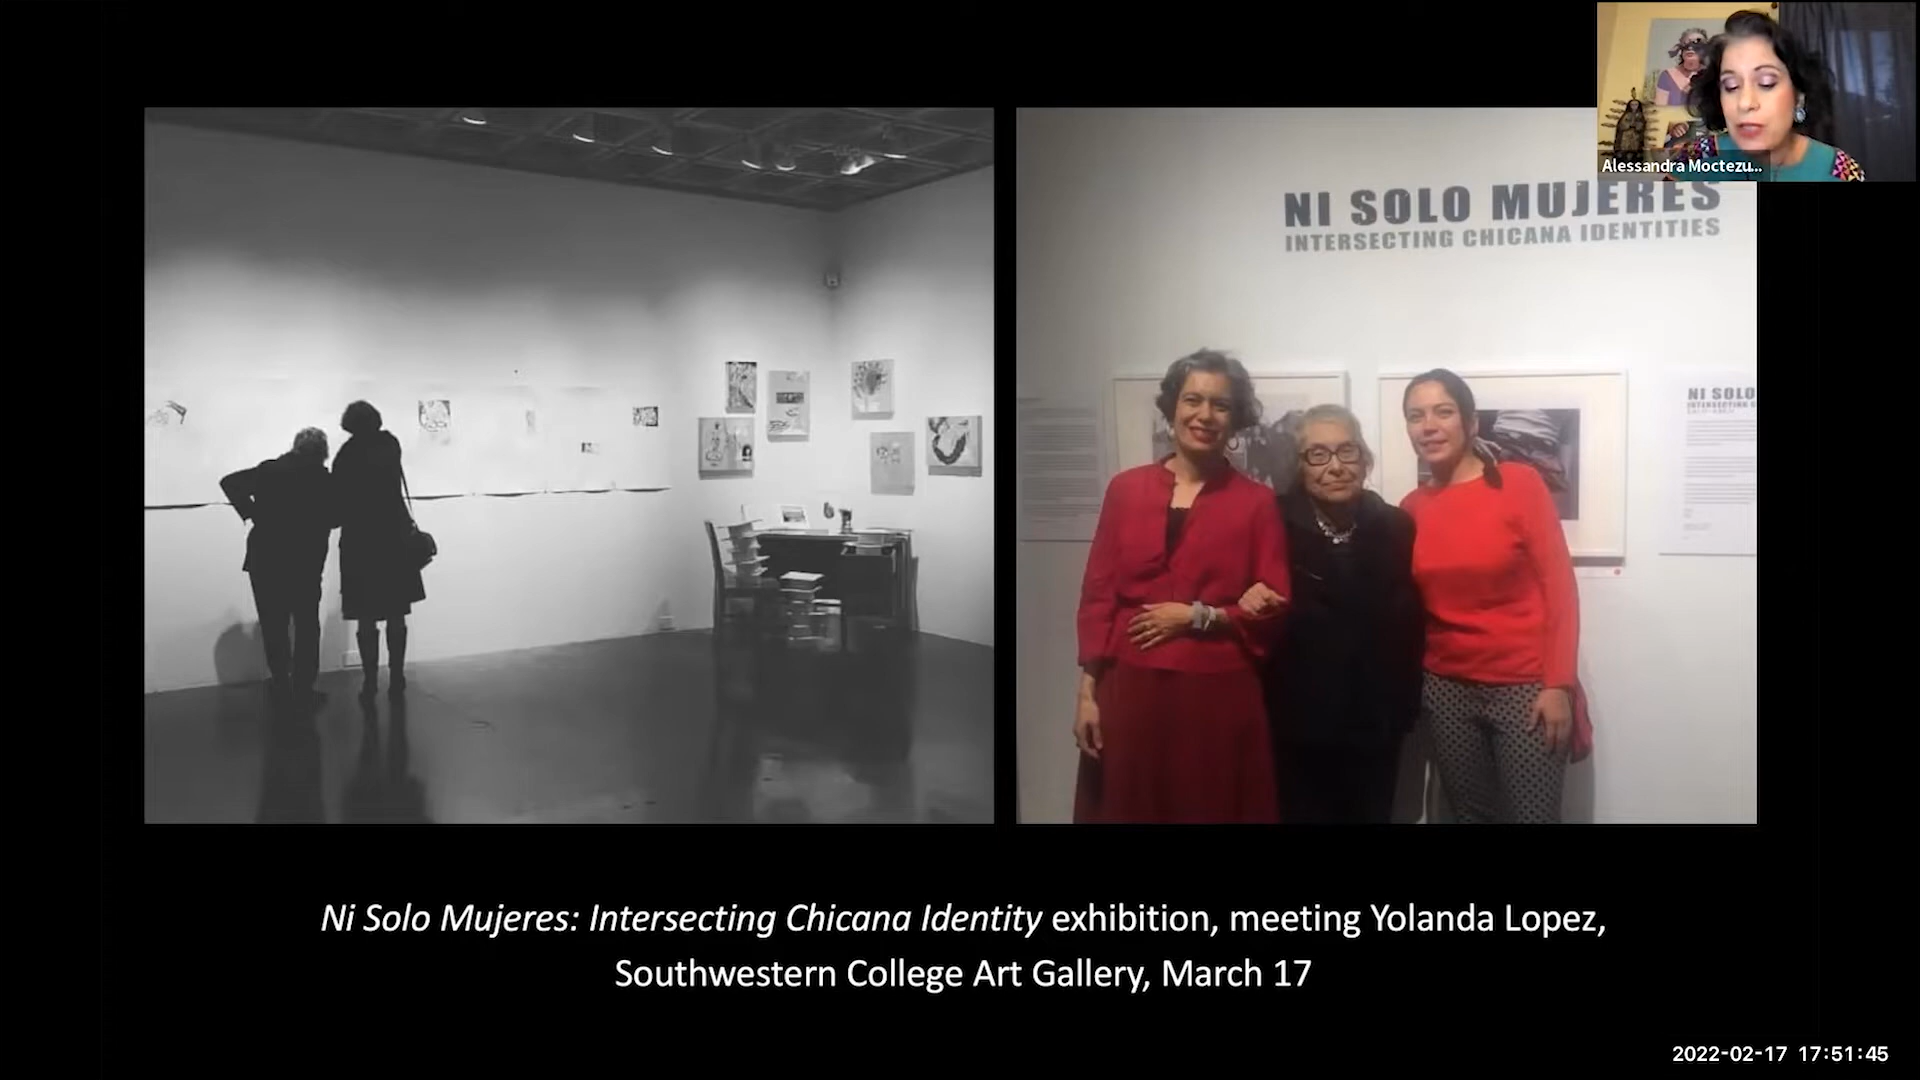 Alessandra Moctezu...
NI SOLO MUJERES
INTERSECTING CHICANA IDENTITIES
NI SOLO
Ni Solo Mujeres: Intersecting Chicana Identity exhibition, meeting Yolanda Lopez,
Southwestern College Art Gallery, March 17
2022-02-17 17:51:45